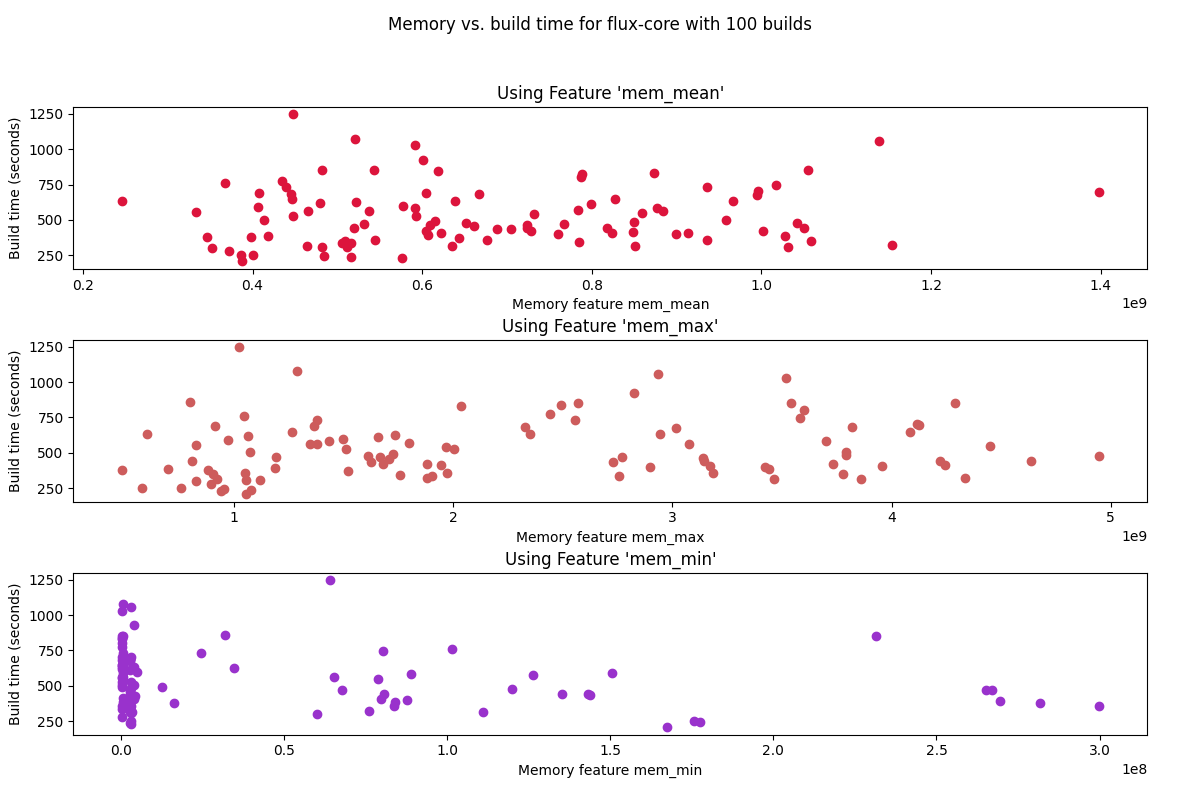 Memory vs. build time for flux-core with 100 builds
Using Feature 'mem_mean'
Build time (seconds)
1250
1000
750
500
250
0.2 0.4 0.6 0.8 1.0 1.2 1.4
1e9
Memory feature mem_mean
Using Feature 'mem_max'
Build time (seconds)
1250
1000
750
500
250
1 2 3 4 5
1e9
Memory feature mem_max
Using Feature 'mem_min'
Build time (seconds)
1250
1000
750
500
250
0.0 0.5 1.0 1.5 2.0 2.5 3.0
1e8
Memory feature mem_min